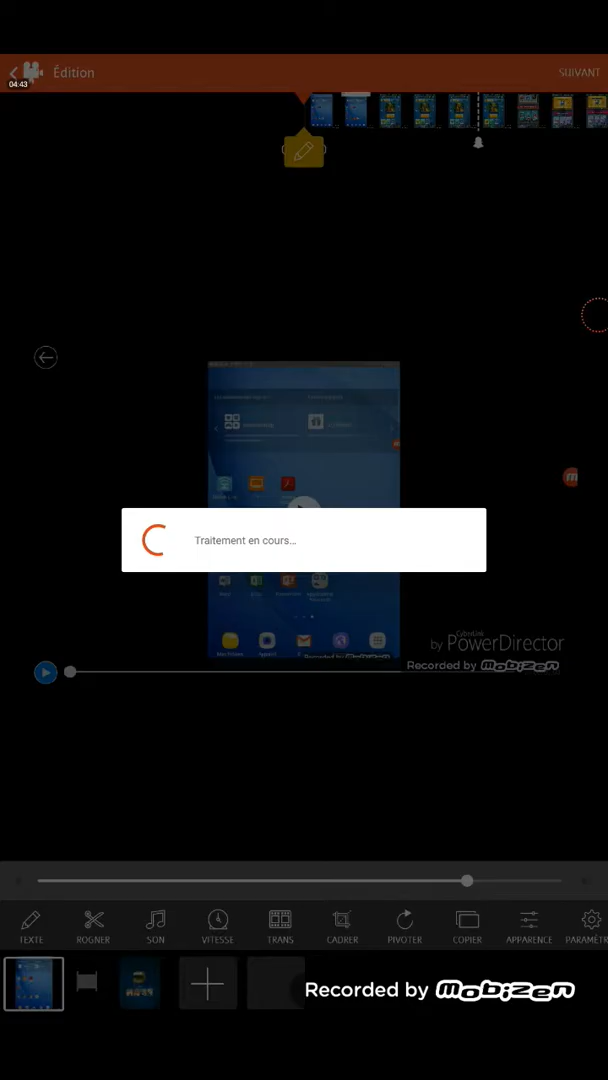 Édition
SUIVANT
04:43
Traitement en cours...
CyberLink
by PowerDirector
Recorded by Mobizen
TEXTE
ROGNER
SON
VITESSE
TRANS
CADRER
PIVOTER
COPIER
APPARENCE
PARAMÈTR
Recorded by Mobizen